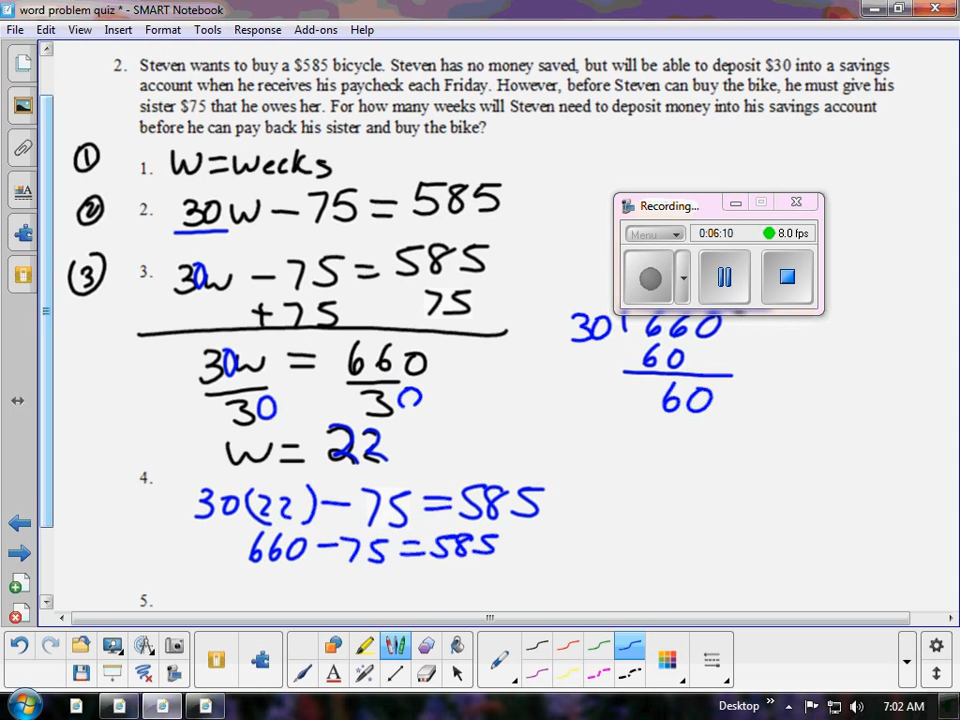 word problem quiz * - SMART Notebook
File Edit View Insert Format Tools Response Add-ons Help
2. Steven wants to buy a $585 bicycle. Steven has no money saved, but will be able to deposit $30 into a savings
account when he receives his paycheck each Friday. However, before Steven can buy the bike, he must give his
sister $75 that he owes her. For how many weeks will Steven need to deposit money into his savings account
before he can pay back his sister and buy the bike?
① 1. W=weeks
② 2. 30W-75=585
(3) 3. 30w -75=585
+75 75
30w = 660
30 30
w = 22
4.
30(22)-75=585
660-75=585
5.
Recording...
Menu 0:06:10 8.0 fps
30 660
60
60
Desktop » 7:02 AM